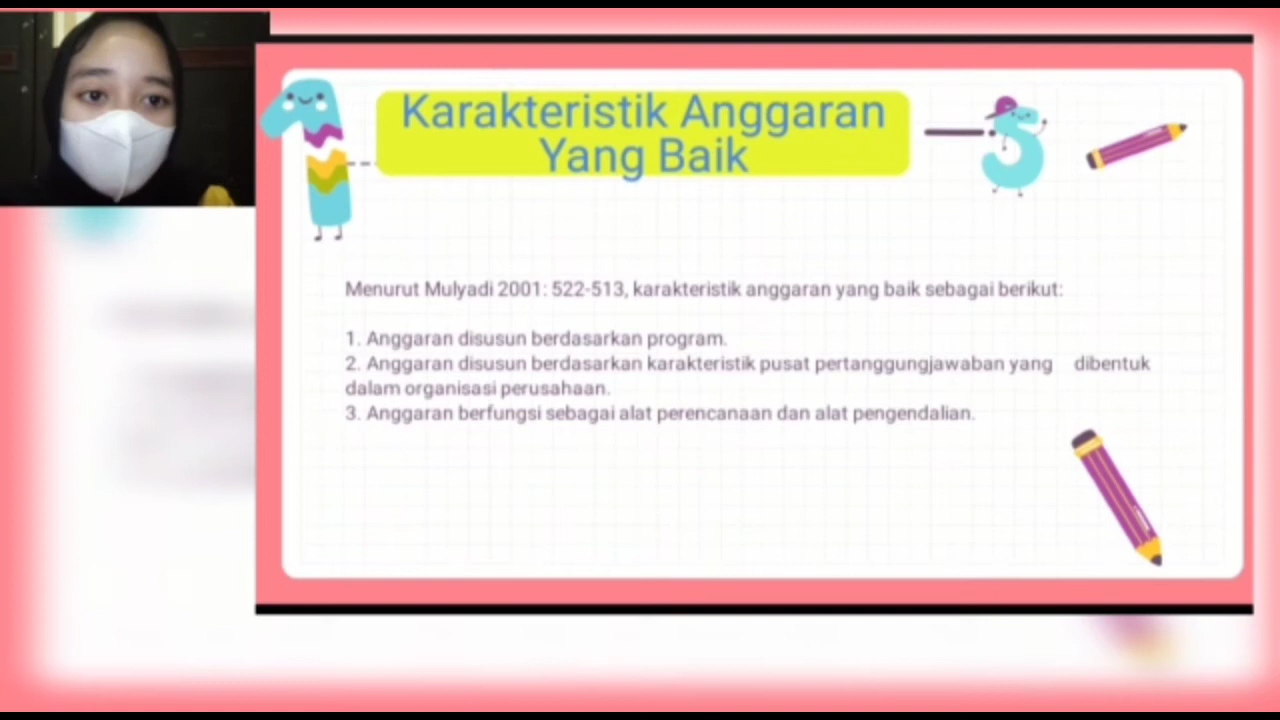 Karakteristik Anggaran
Yang Baik
Menurut Mulyadi 2001: 522-513, karakteristik anggaran yang baik sebagai berikut:
1. Anggaran disusun berdasarkan program.
2. Anggaran disusun berdasarkan karakteristik pusat pertanggungjawaban yang dibentuk
dalam organisasi perusahaan.
3. Anggaran berfungsi sebagai alat perencanaan dan alat pengendalian.